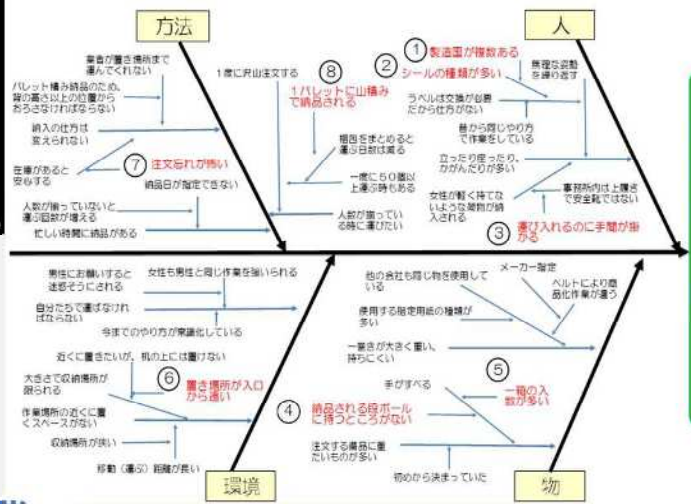 方法
人
業者が置き場所まで
運んでくれない
パレット積み納品のため、
背の高さ以上の位置から
おろさなければならない
納入の仕方は
変えられない
在庫があると
安心する
⑦ 注文忘れが怖い
納品日が指定できない
人数が揃っていないと
運ぶ回数が増える
忙しい時間に納品がある
1度に沢山注文する
⑧
1パレットに山積み
で納品される
梱包をまとめると
運ぶ日数は減る
一度に50個以
上運ぶ時もある
人数が揃ってい
る時に運びたい
① 製造国が複数ある
② シールの種類が多い
無理な姿勢
を繰り返す
ラベルは交換が必要
だから仕方がない
昔から同じやり方
で作業をしている
立ったり座ったり、
かがんだりが多い
女性が軽く持てな
いような荷物が納
入される
事務所内は上履き
で安全靴ではない
③ 運び入れるのに手間が掛
かる
男性にお願いすると
迷惑そうにされる
女性も男性と同じ作業を強いられる
自分たちで運ばなけれ
ばならない
今までのやり方が常識化している
近くに置きたいが、机の上には置けない
大きさで収納場所が
限られる
⑥ 置き場所が入口
から遠い
作業場所の近くに置
くスペースがない
収納場所が狭い
移動（運ぶ）距離が長い
環境
他の会社も同じ物を使用して
いる
メーカー指定
ベルトにより商
品化作業が違う
使用する指定用紙の種類が
多い
一巻きが大きく重い、
持ちにくい
⑤
手がすべる
一箱の入
数が多い
④ 納品される段ボール
に持つところがない
注文する備品に重
たいものが多い
初めから決まっていた
物